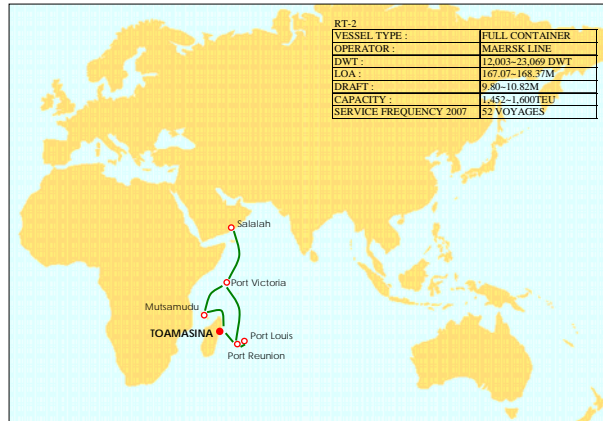 RT-2
VESSEL TYPE : FULL CONTAINER
OPERATOR : MAERSK LINE
DWT : 12,003~23,069 DWT
LOA : 167.07~168.37M
DRAFT : 9.80~10.82M
CAPACITY : 1,452~1,600TEU
SERVICE FREQUENCY 2007 52 VOYAGES
Salalah
Port Victoria
Mutsamudu
TOAMASINA
Port Louis
Port Reunion